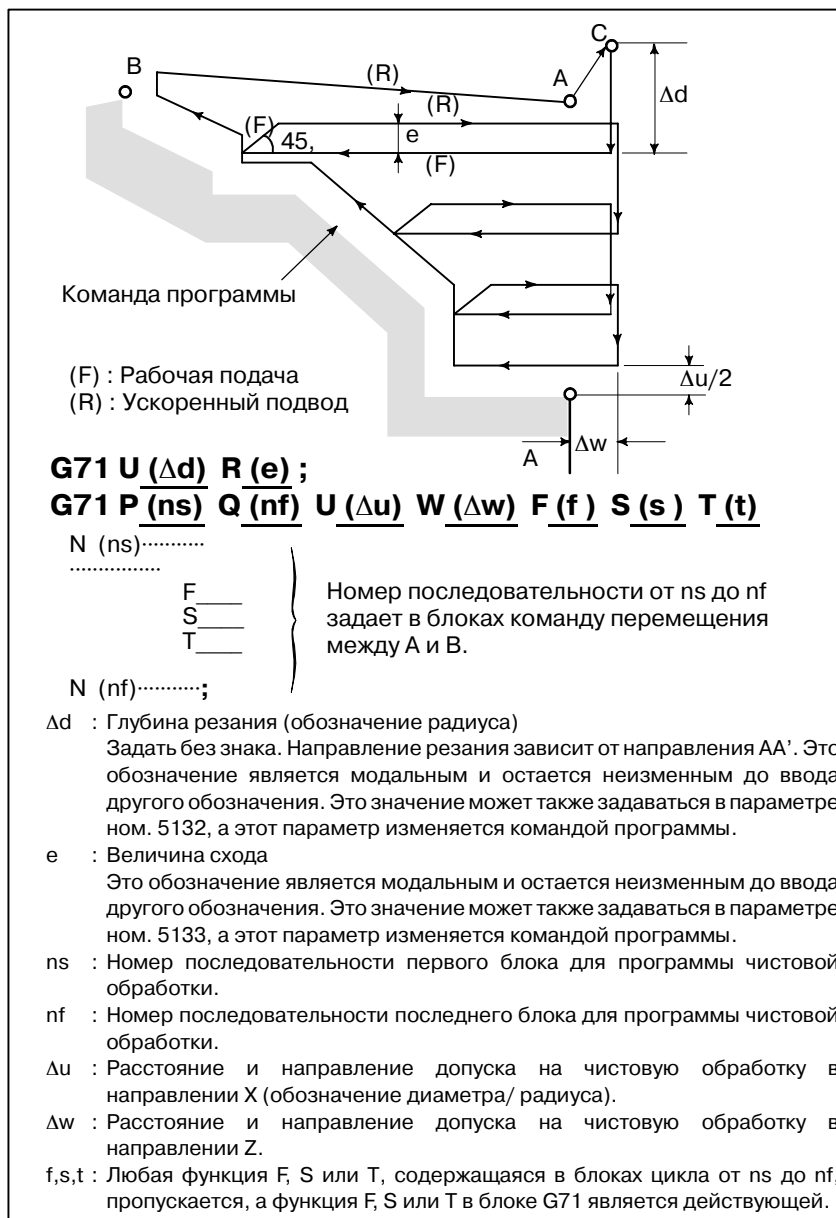 C
B
(R)
A
(R)
Δd
(F)
45,
e
(F)
Команда программы
(F) : Рабочая подача
(R) : Ускоренный подвод
Δu/2
A
Δw
G71 U (Δd) R (e) ;
G71 P (ns) Q (nf) U (Δu) W (Δw) F (f ) S (s ) T (t)
N (ns)···········
················
F____
S____
T____
Номер последовательности от ns до nf
задает в блоках команду перемещения
между A и B.
N (nf)···········;
Δd : Глубина резания (обозначение радиуса)
Задать без знака. Направление резания зависит от направления AA’. Это
обозначение является модальным и остается неизменным до ввода
другого обозначения. Это значение может также задаваться в параметре
ном. 5132, а этот параметр изменяется командой программы.
e : Величина схода
Это обозначение является модальным и остается неизменным до ввода
другого обозначения. Это значение может также задаваться в параметре
ном. 5133, а этот параметр изменяется командой программы.
ns : Номер последовательности первого блока для программы чистовой
обработки.
nf : Номер последовательности последнего блока для программы чистовой
обработки.
Δu : Расстояние и направление допуска на чистовую обработку в
направлении X (обозначение диаметра/ радиуса).
Δw : Расстояние и направление допуска на чистовую обработку в
направлении Z.
f,s,t : Любая функция F, S или T, содержащаяся в блоках цикла от ns до nf,
пропускается, а функция F, S или T в блоке G71 является действующей.